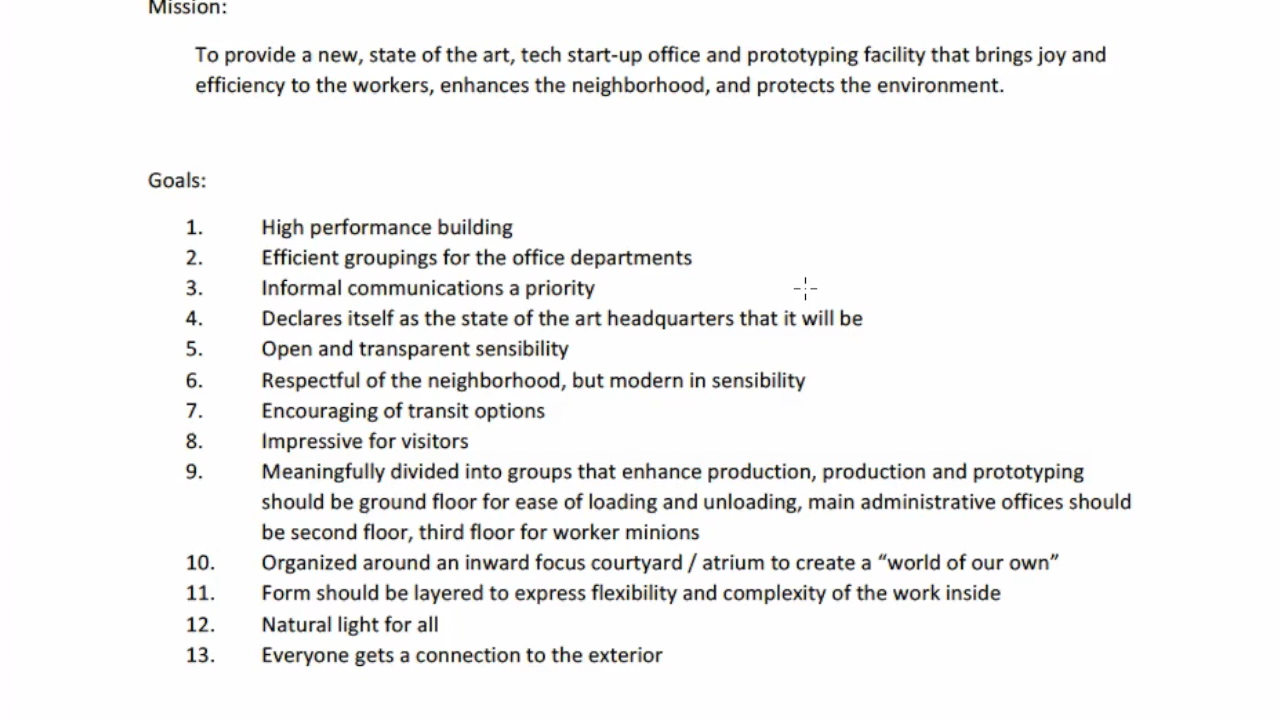 Mission:
To provide a new, state of the art, tech start-up office and prototyping facility that brings joy and
efficiency to the workers, enhances the neighborhood, and protects the environment.
Goals:
1. High performance building
2. Efficient groupings for the office departments
3. Informal communications a priority
4. Declares itself as the state of the art headquarters that it will be
5. Open and transparent sensibility
6. Respectful of the neighborhood, but modern in sensibility
7. Encouraging of transit options
8. Impressive for visitors
9. Meaningfully divided into groups that enhance production, production and prototyping
should be ground floor for ease of loading and unloading, main administrative offices should
be second floor, third floor for worker minions
10. Organized around an inward focus courtyard / atrium to create a “world of our own”
11. Form should be layered to express flexibility and complexity of the work inside
12. Natural light for all
13. Everyone gets a connection to the exterior